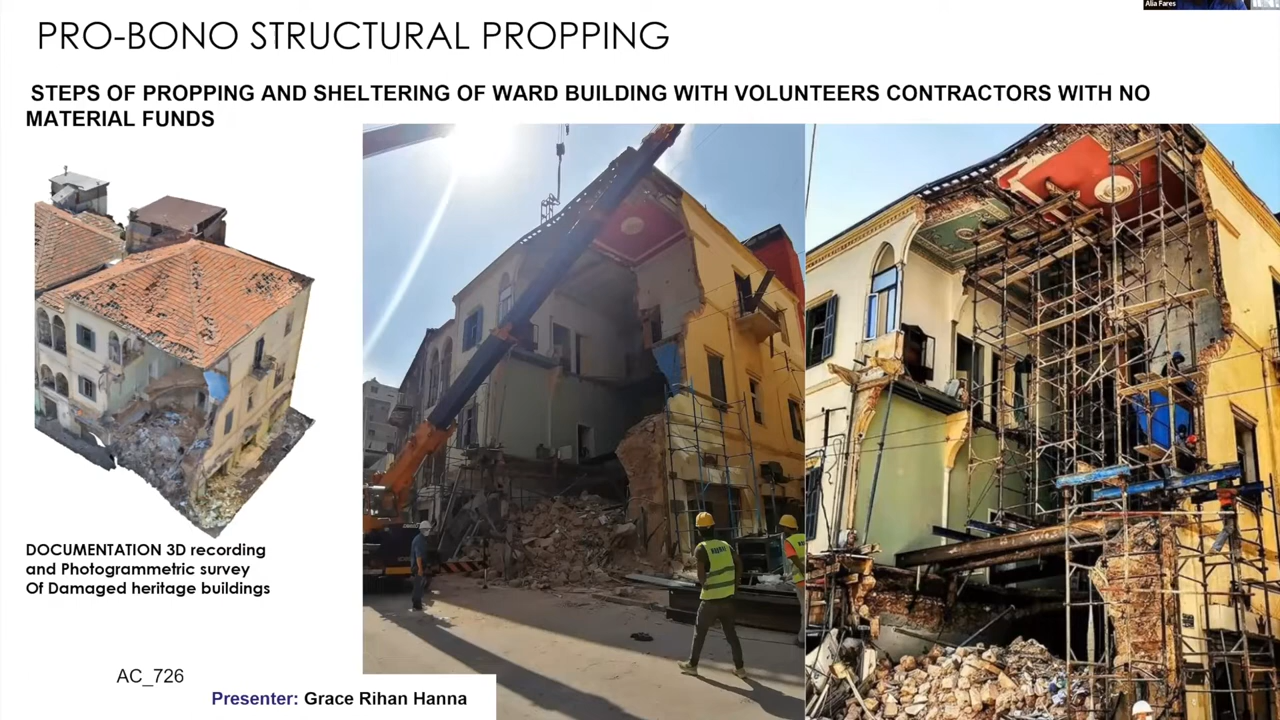 Alia Fares
PRO-BONO STRUCTURAL PROPPING
STEPS OF PROPPING AND SHELTERING OF WARD BUILDING WITH VOLUNTEERS CONTRACTORS WITH NO
MATERIAL FUNDS
DOCUMENTATION 3D recording
and Photogrammetric survey
Of Damaged heritage buildings
AC_726
Presenter: Grace Rihan Hanna